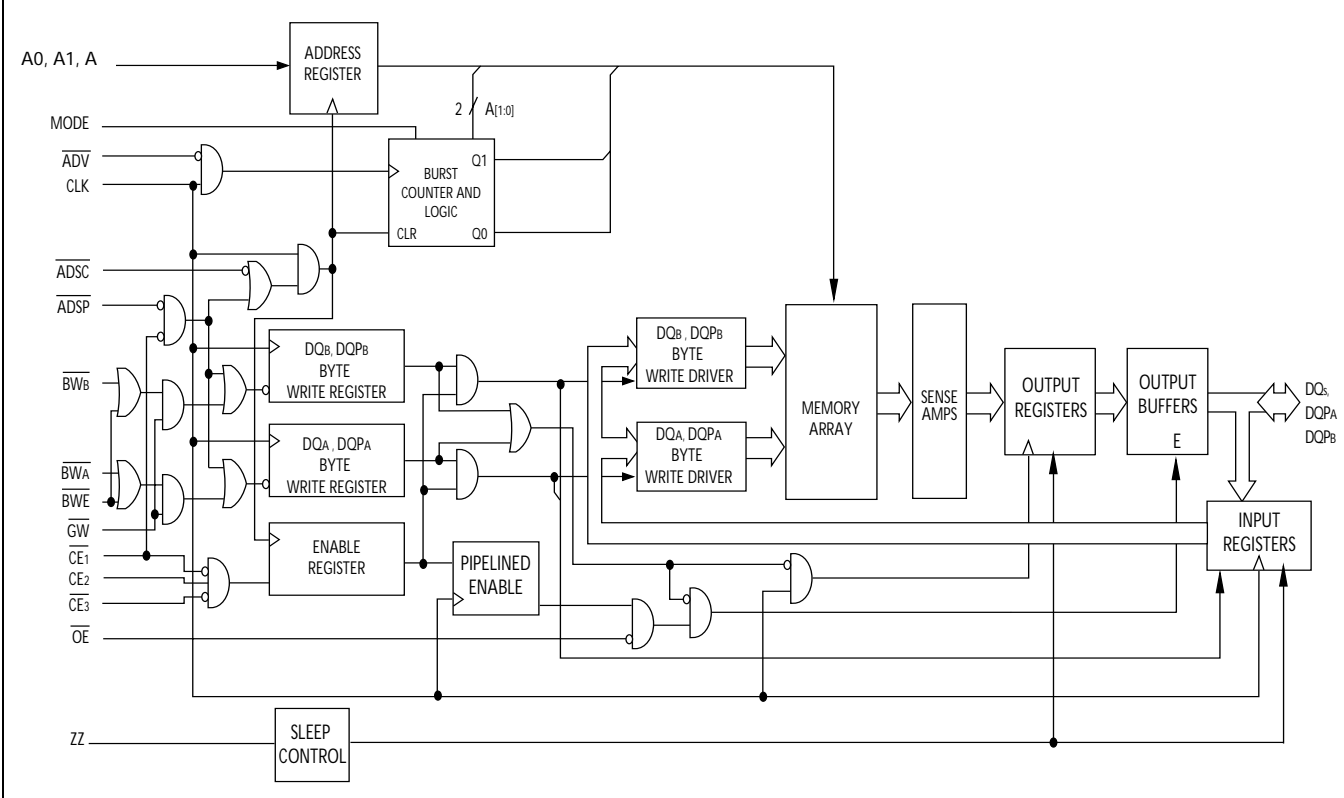 A0, A1, A
ADDRESS
REGISTER
2
A[1:0]
MODE
ADV
CLK
BURST
COUNTER AND
LOGIC
Q1
CLR
Q0
ADSC
ADSP
BWB
BWA
BWE
GW
CE1
CE2
CE3
OE
ZZ
DQB, DQPB
BYTE
WRITE REGISTER
DQA, DQPA
BYTE
WRITE REGISTER
ENABLE
REGISTER
PIPELINED
ENABLE
SLEEP
CONTROL
DQB, DQPB
BYTE
WRITE DRIVER
DQA, DQPA
BYTE
WRITE DRIVER
MEMORY
ARRAY
SENSE
AMPS
OUTPUT
REGISTERS
OUTPUT
BUFFERS
E
DQs,
DQPA
DQPB
INPUT
REGISTERS